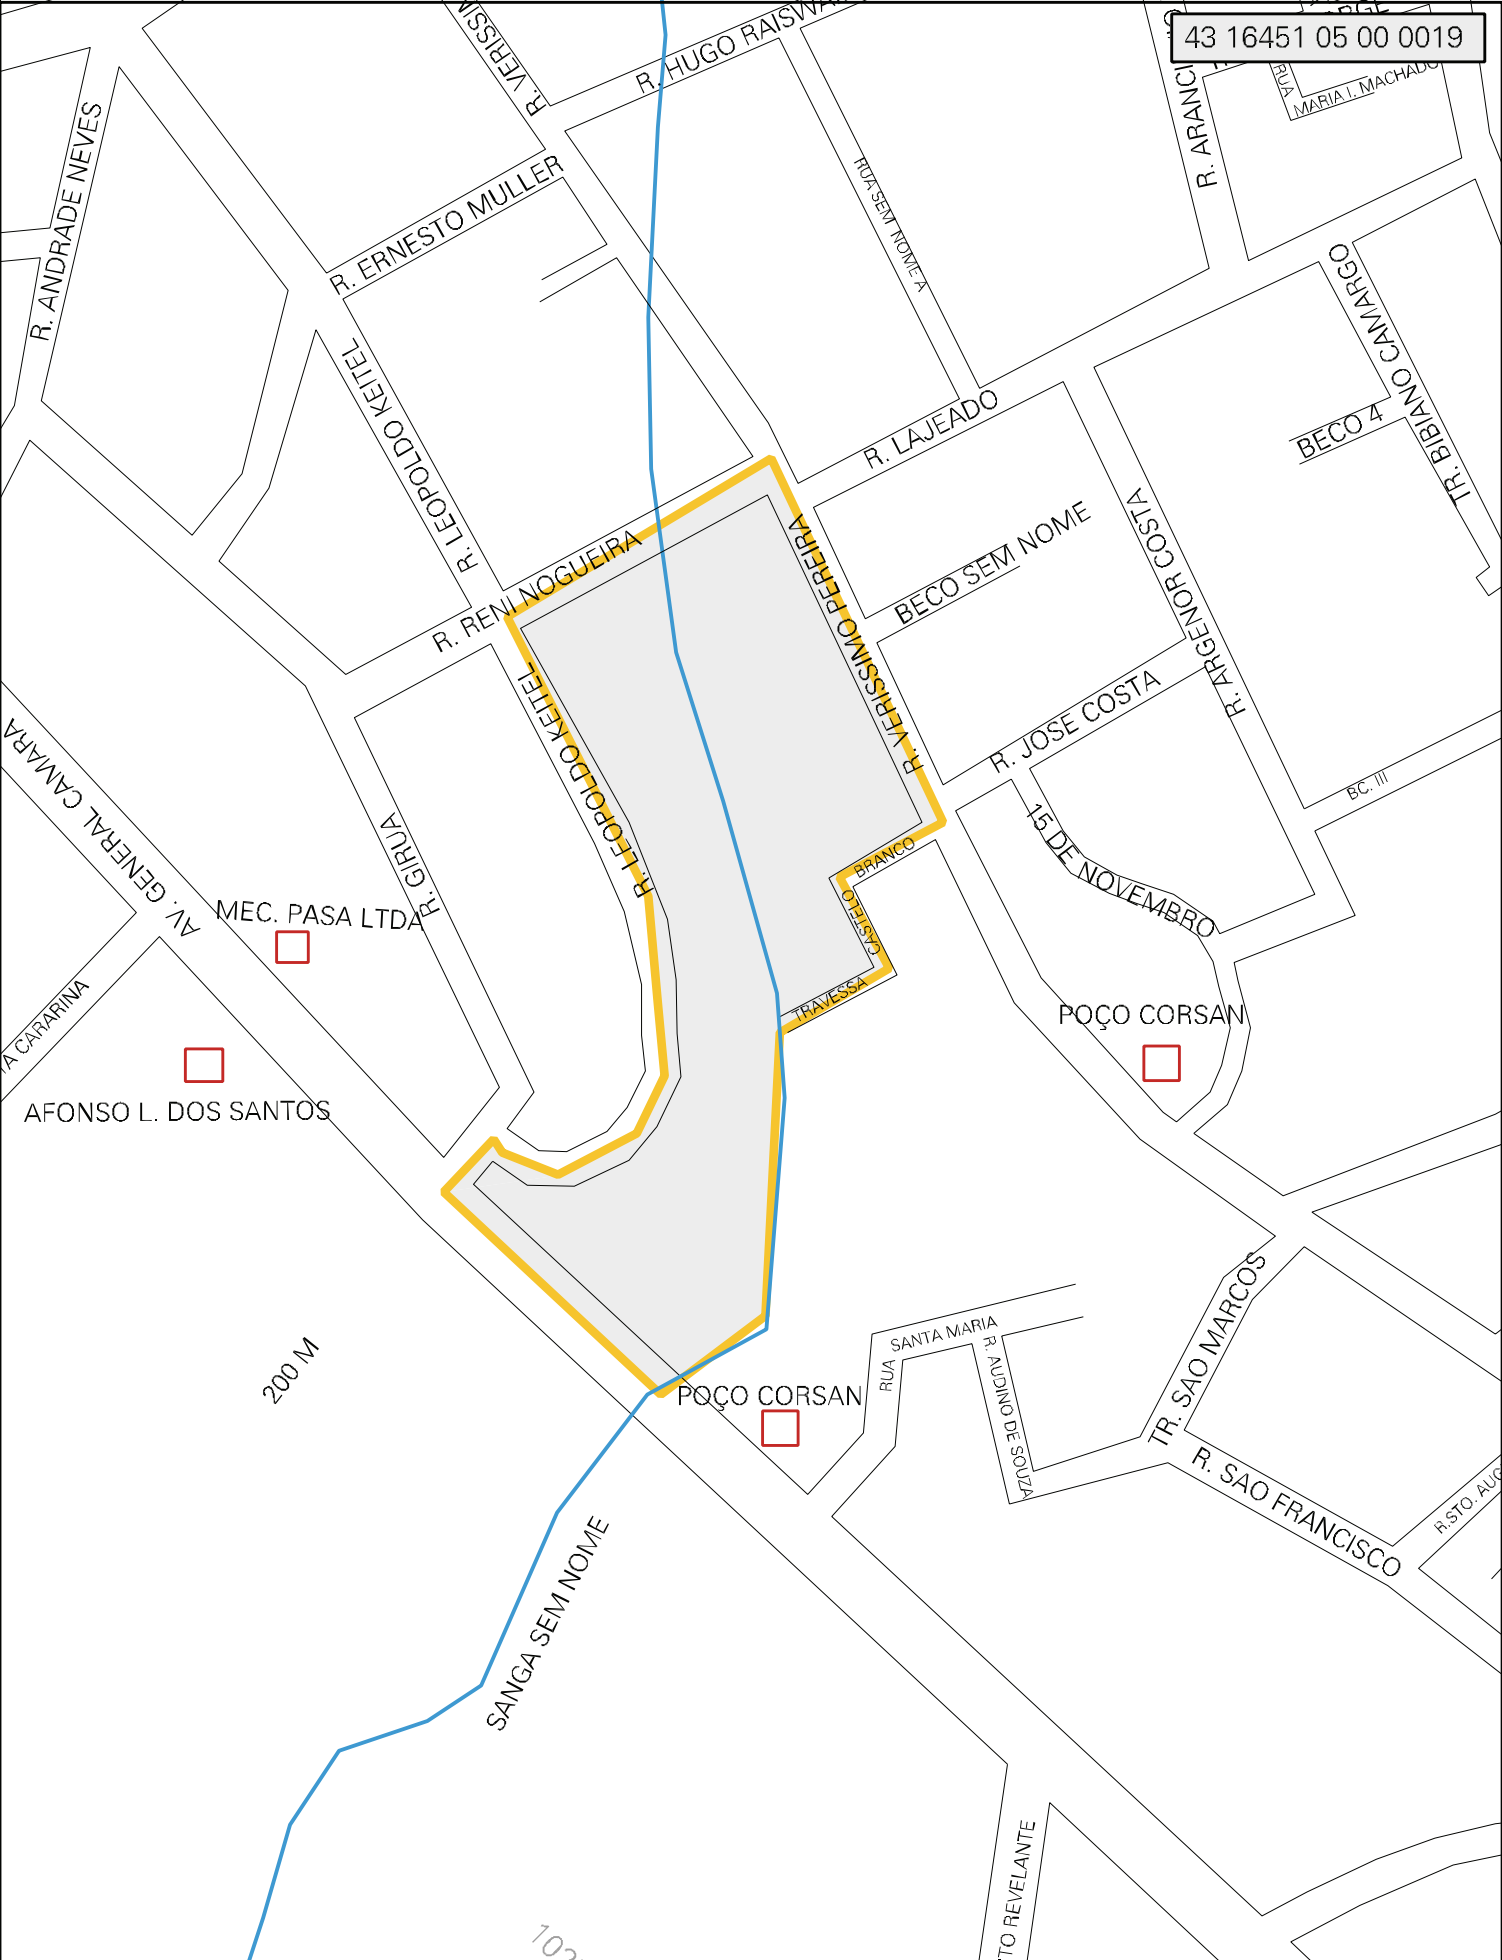 43 16451 05 00 0019
R. HUGO
R. ARANCI
RUA
MARIA I. MACHADO
R. ANDRADE NEVES
R. ERNESTO MULLER
RUA SEM NOME A
R. LEOPOLDO KEITEL
R. LAJEADO
TR. BIBIANO CAMARGO
BECO 4
R. RENI NOGUEIRA
R. VERISSIMO PEREIRA
BECO SEM NOME
R. ARGENOR COSTA
R. LEOPOLDO KEITEL
R. JOSE COSTA
BC. III
AV. GENERAL CAMARA
R. GIRUA
15 DE NOVEMBRO
TRAVESSA CASTELO BRANCO
MEC. PASA LTDA
AFONSO L. DOS SANTOS
TA CARARINA
POÇO CORSAN
200 M
POÇO CORSAN
RUA SANTA MARIA
R. AUDINO DE SOUZA
TR. SAO MARCOS
R. SAO FRANCISCO
R.STO. AUG
SANGA SEM NOME
TO REVELANTE